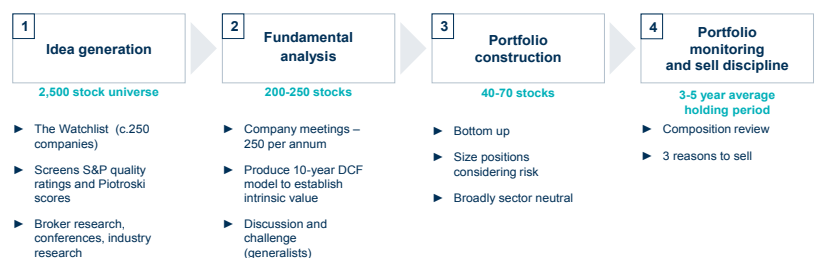 1
Idea generation
2,500 stock universe
► The Watchlist (c.250
companies)
► Screens S&P quality
ratings and Piotroski
scores
► Broker research,
conferences, industry
research
2
Fundamental
analysis
200-250 stocks
► Company meetings –
250 per annum
► Produce 10-year DCF
model to establish
intrinsic value
► Discussion and
challenge
(generalists)
3
Portfolio
construction
40-70 stocks
► Bottom up
► Size positions
considering risk
► Broadly sector neutral
4
Portfolio
monitoring
and sell discipline
3-5 year average
holding period
► Composition review
► 3 reasons to sell